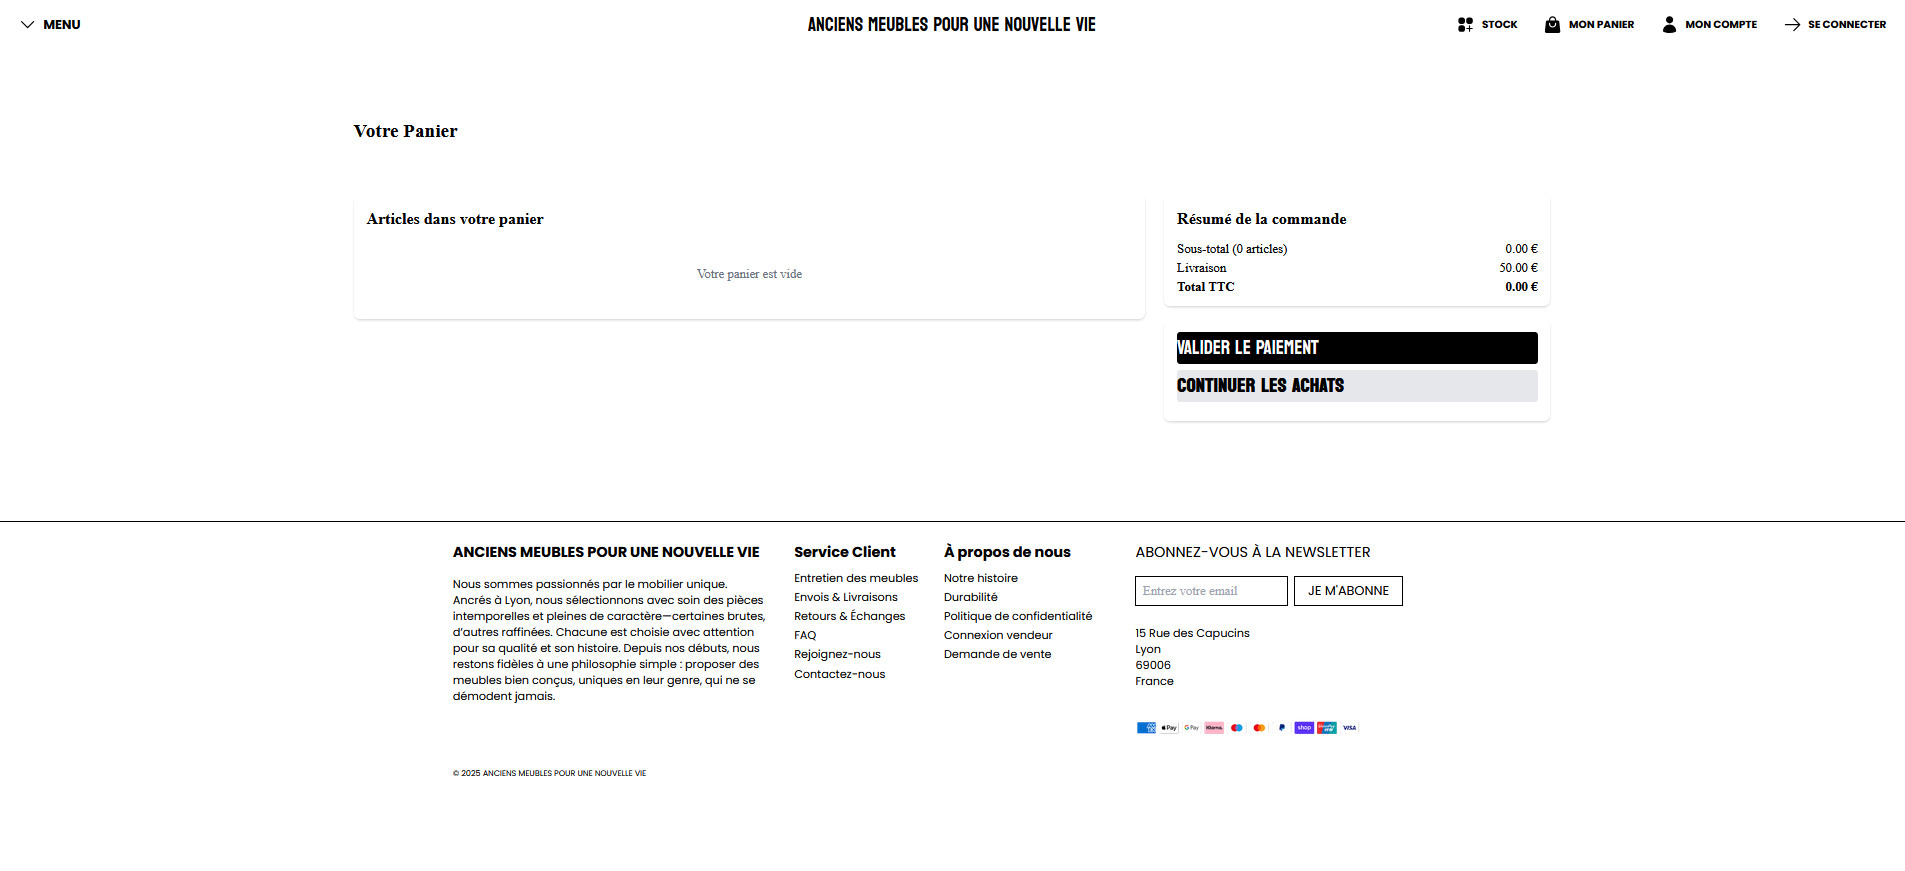 MENU
ANCIENS MEUBLES POUR UNE NOUVELLE VIE
STOCK
MON PANIER
MON COMPTE
SE CONNECTER
Votre Panier
Articles dans votre panier
Votre panier est vide
Résumé de la commande
Sous-total (0 articles) 0.00 €
Livraison 50.00 €
Total TTC 0.00 €
VALIDER LE PAIEMENT
CONTINUER LES ACHATS
ANCIENS MEUBLES POUR UNE NOUVELLE VIE
Nous sommes passionnés par le mobilier unique.
Ancrés à Lyon, nous sélectionnons avec soin des pièces
intemporelles et pleines de caractère—certaines brutes,
d'autres raffinées. Chacune est choisie avec attention
pour sa qualité et son histoire. Depuis nos débuts, nous
restons fidèles à une philosophie simple : proposer des
meubles bien conçus, uniques en leur genre, qui ne se
démodent jamais.
Service Client
Entretien des meubles
Envois & Livraisons
Retours & Échanges
FAQ
Rejoignez-nous
Contactez-nous
À propos de nous
Notre histoire
Durabilité
Politique de confidentialité
Connexion vendeur
Demande de vente
ABONNEZ-VOUS À LA NEWSLETTER
Entrez votre email
JE M'ABONNE
15 Rue des Capucins
Lyon
69006
France
Pay
G Pay
Klarna.
shop
VISA
© 2025 ANCIENS MEUBLES POUR UNE NOUVELLE VIE